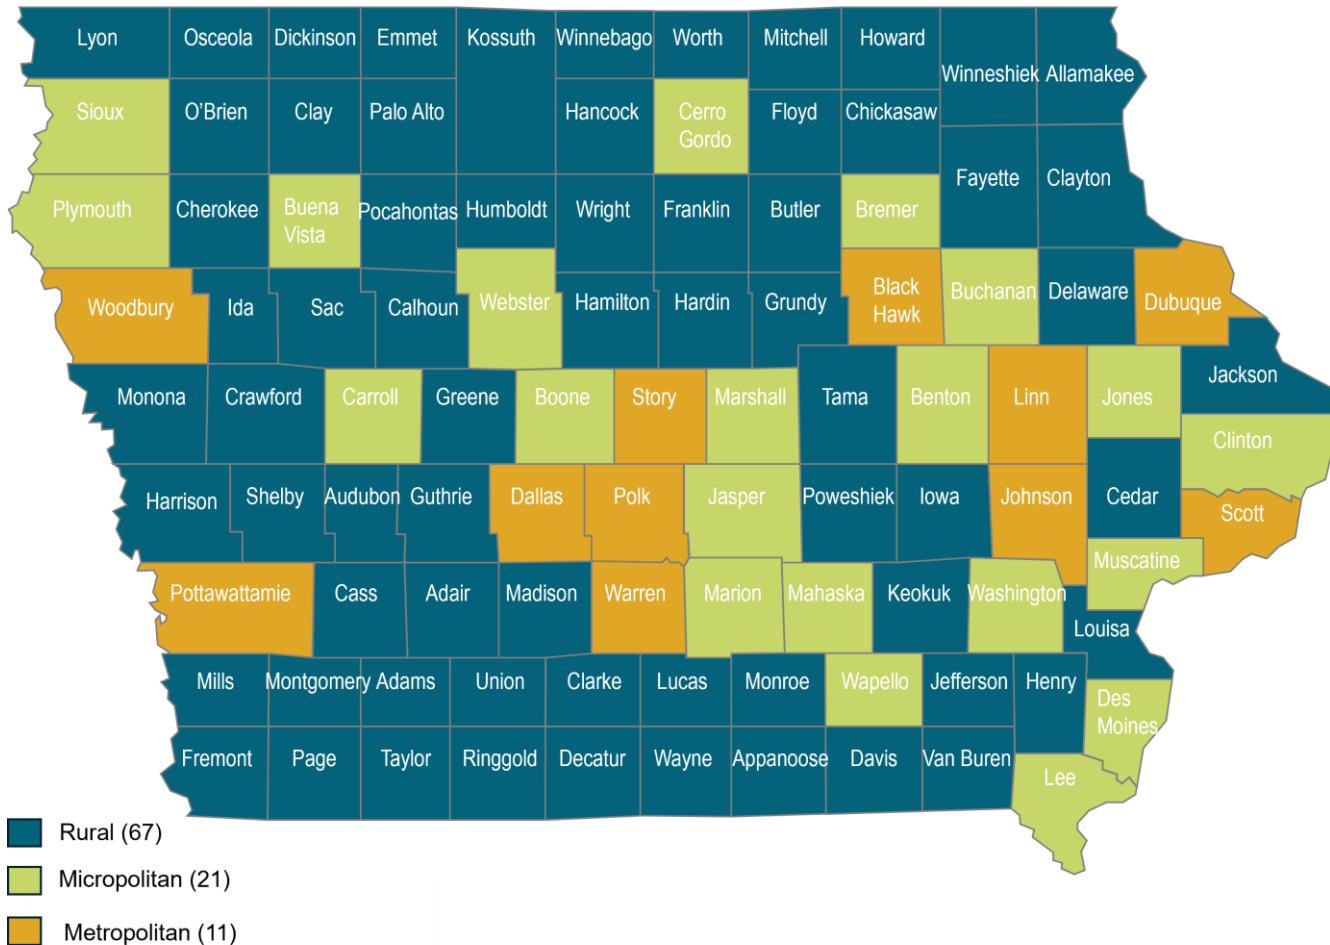 Lyon
Osceola
Dickinson
Emmet
Kossuth
Winnebago
Worth
Mitchell
Howard
Winneshiek
Allamakee
Sioux
O'Brien
Clay
Palo Alto
Hancock
Cerro
Gordo
Floyd
Chickasaw
Fayette
Clayton
Plymouth
Cherokee
Buena
Vista
Pocahontas
Humboldt
Wright
Franklin
Butler
Bremer
Woodbury
Ida
Sac
Calhoun
Webster
Hamilton
Hardin
Grundy
Black
Hawk
Buchanan
Delaware
Dubuque
Jackson
Monona
Crawford
Carroll
Greene
Boone
Story
Marshall
Tama
Benton
Linn
Jones
Clinton
Harrison
Shelby
Audubon
Guthrie
Dallas
Polk
Jasper
Poweshiek
Iowa
Johnson
Cedar
Scott
Muscatine
Pottawattamie
Cass
Adair
Madison
Warren
Marion
Mahaska
Keokuk
Washington
Louisa
Mills
Montgomery
Adams
Union
Clarke
Lucas
Monroe
Wapello
Jefferson
Henry
Des
Moines
Fremont
Page
Taylor
Ringgold
Decatur
Wayne
Appanoose
Davis
Van Buren
Lee
Rural (67)
Micropolitan (21)
Metropolitan (11)